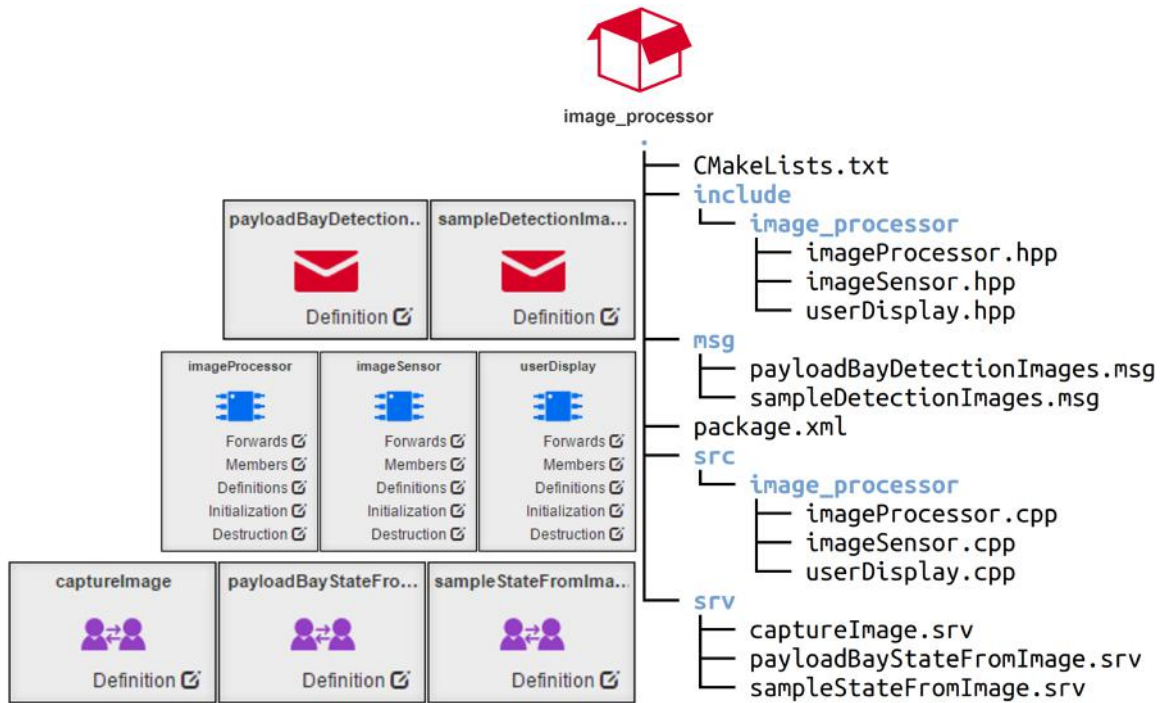 image_processor
.
CMakeLists.txt
include
image_processor
imageProcessor.hpp
imageSensor.hpp
userDisplay.hpp
msg
payloadBayDetectionImages.msg
sampleDetectionImages.msg
package.xml
src
image_processor
imageProcessor.cpp
imageSensor.cpp
userDisplay.cpp
srv
captureImage.srv
payloadBayStateFromImage.srv
sampleStateFromImage.srv
payloadBayDetection..
Definition
sampleDetectionIma...
Definition
imageProcessor
Forwards
Members
Definitions
Initialization
Destruction
imageSensor
Forwards
Members
Definitions
Initialization
Destruction
userDisplay
Forwards
Members
Definitions
Initialization
Destruction
captureImage
Definition
payloadBayStateFro...
Definition
sampleStateFromIma...
Definition